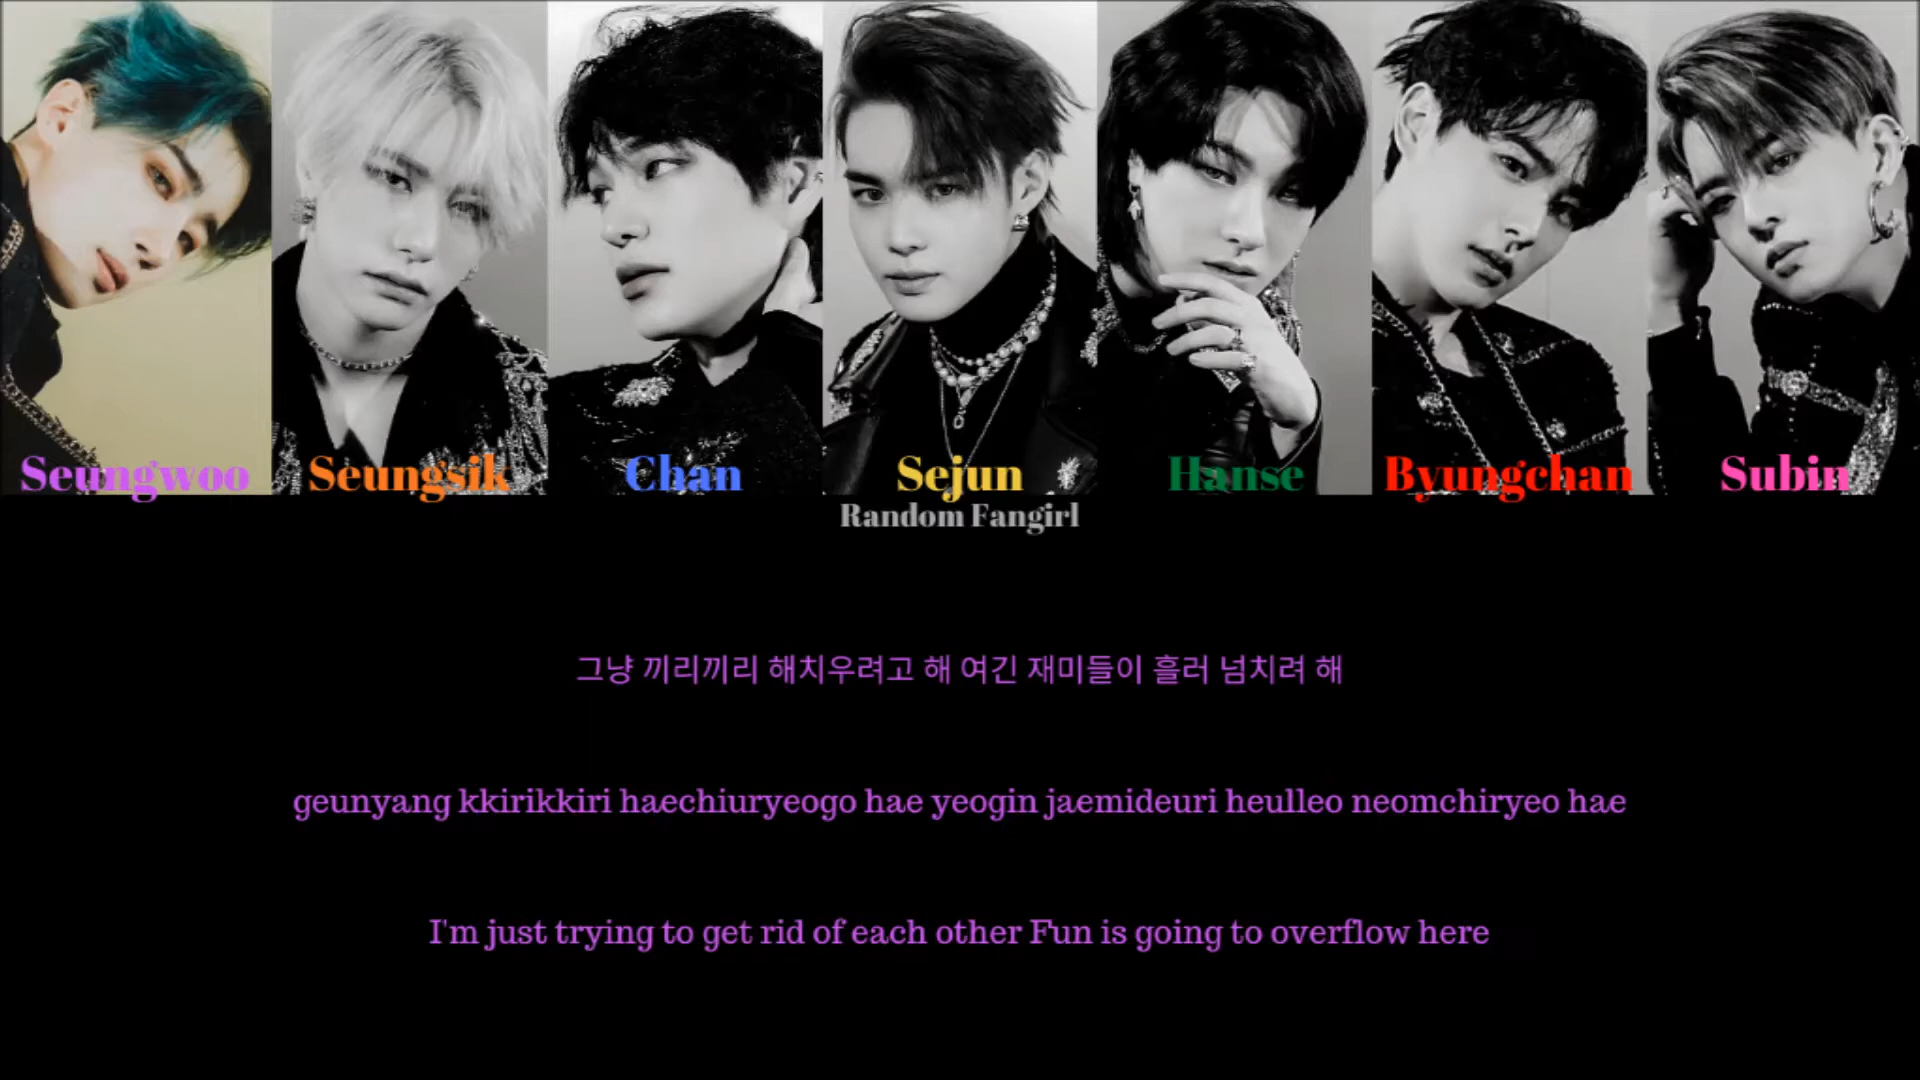 Seungwoo Seungsik Chan Sejun Hanse Byungchan Subin
Random Fangirl
그냥 끼리끼리 해치우려고 해 여긴 재미들이 흘러 넘치려 해
geunyang kkirikkiri haechiuryeogo hae yeogin jaemideuri heulleo neomchiryeo hae
I'm just trying to get rid of each other Fun is going to overflow here